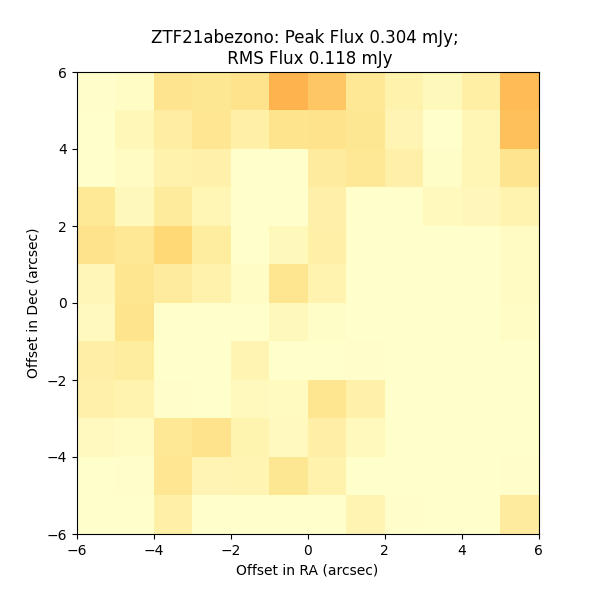 ZTF21abezono: Peak Flux 0.304 mJy;
RMS Flux 0.118 mJy
6
4
2
0
−2
−4
−6
Offset in Dec (arcsec)
−6 −4 −2 0 2 4 6
Offset in RA (arcsec)